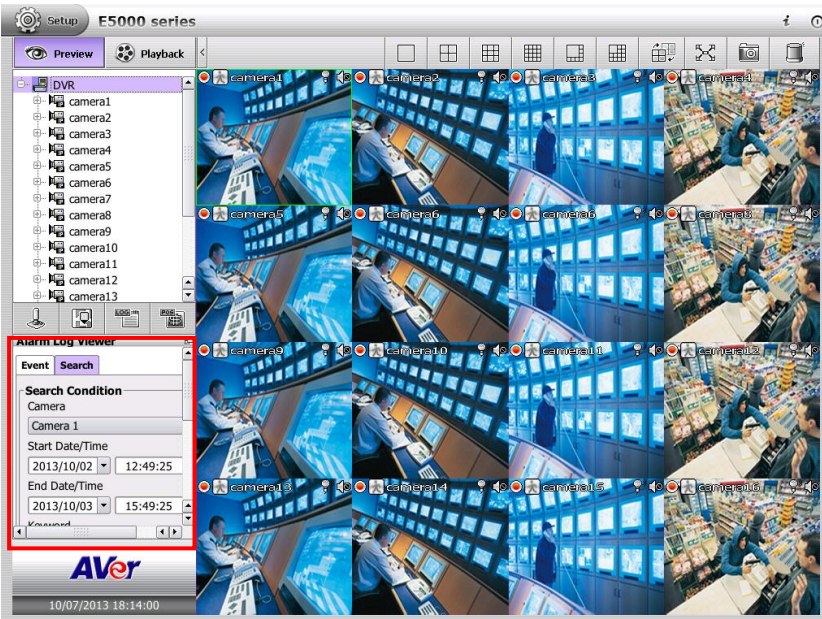 Setup E5000 series i
Preview Playback <
DVR
camera1
camera2
camera3
camera4
camera5
camera6
camera7
camera8
camera9
camera10
camera11
camera12
camera13
LOG POS
Alarm Log Viewer
Event Search
Search Condition
Camera
Camera 1
Start Date/Time
2013/10/02 12:49:25
End Date/Time
2013/10/03 15:49:25
Keyword
AVer
10/07/2013 18:14:00
camera1 camera2 camera3 camera4
camera5 camera6 camera6 camera8
camera9 camera10 camera11 camera12
camera13 camera14 camera15 camera16